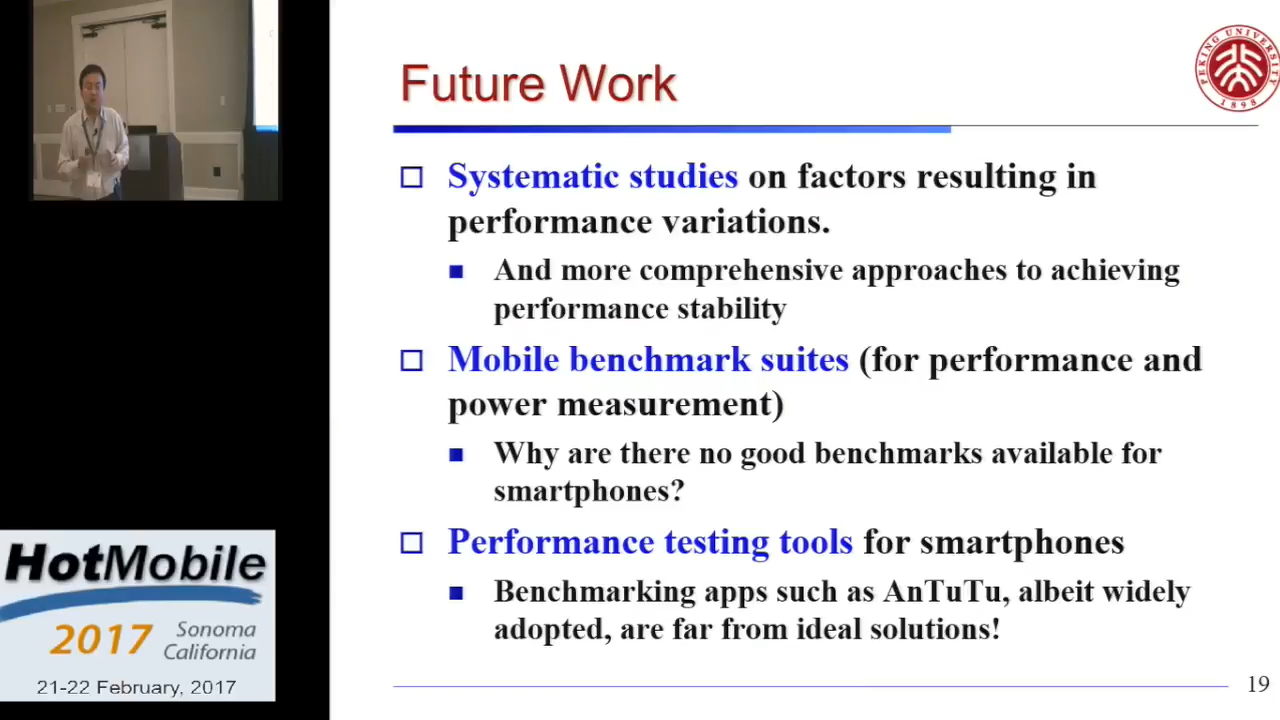 Future Work
PEKING UNIVERSITY
1898
Systematic studies on factors resulting in
performance variations.
And more comprehensive approaches to achieving
performance stability
Mobile benchmark suites (for performance and
power measurement)
Why are there no good benchmarks available for
smartphones?
Performance testing tools for smartphones
Benchmarking apps such as AnTuTu, albeit widely
adopted, are far from ideal solutions!
19
HotMobile
2017 Sonoma
California
21-22 February, 2017